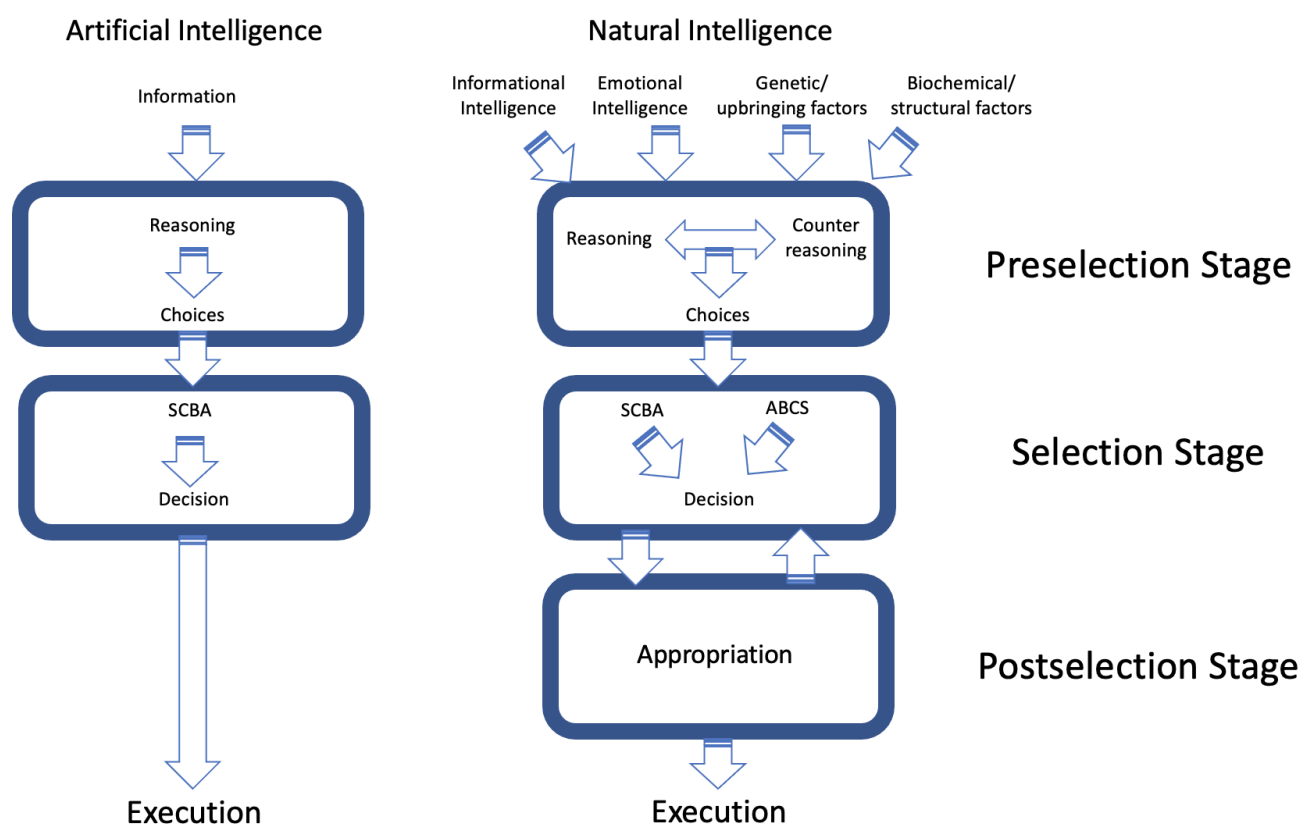 Artificial Intelligence
Natural Intelligence
Information
Informational
Intelligence
Emotional
Intelligence
Genetic/
upbringing factors
Biochemical/
structural factors
Reasoning
Choices
Reasoning
Counter
reasoning
Choices
Preselection Stage
SCBA
Decision
SCBA
ABCS
Decision
Selection Stage
Appropriation
Postselection Stage
Execution
Execution